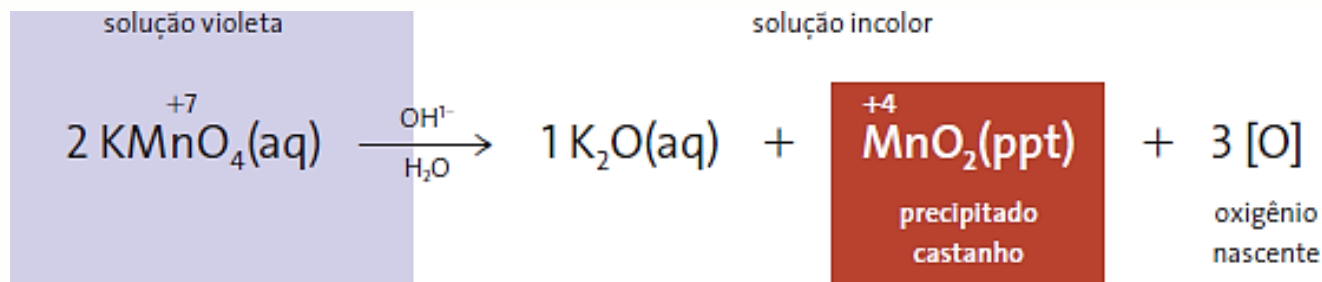 solução violeta solução incolor
+7 +4
2 KMnO₄(aq) OH¹⁻ H₂O → 1 K₂O(aq) + MnO₂(ppt) + 3 [O]
precipitado oxigênio
castanho nascente